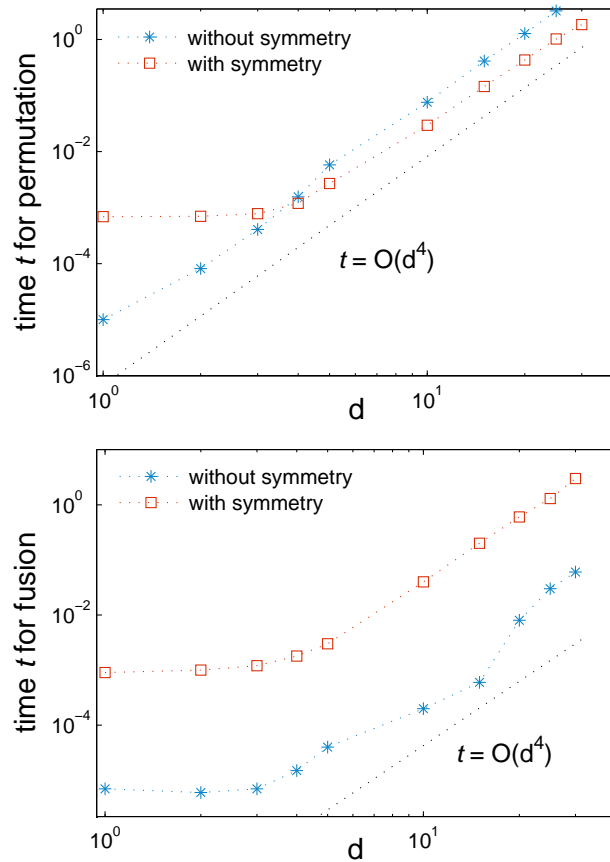 time t for permutation
10^0
10^−2
10^−4
10^−6
without symmetry
with symmetry
t = O(d^4)
10^0
10^1
d
time t for fusion
10^0
10^−2
10^−4
without symmetry
with symmetry
t = O(d^4)
10^0
10^1
d